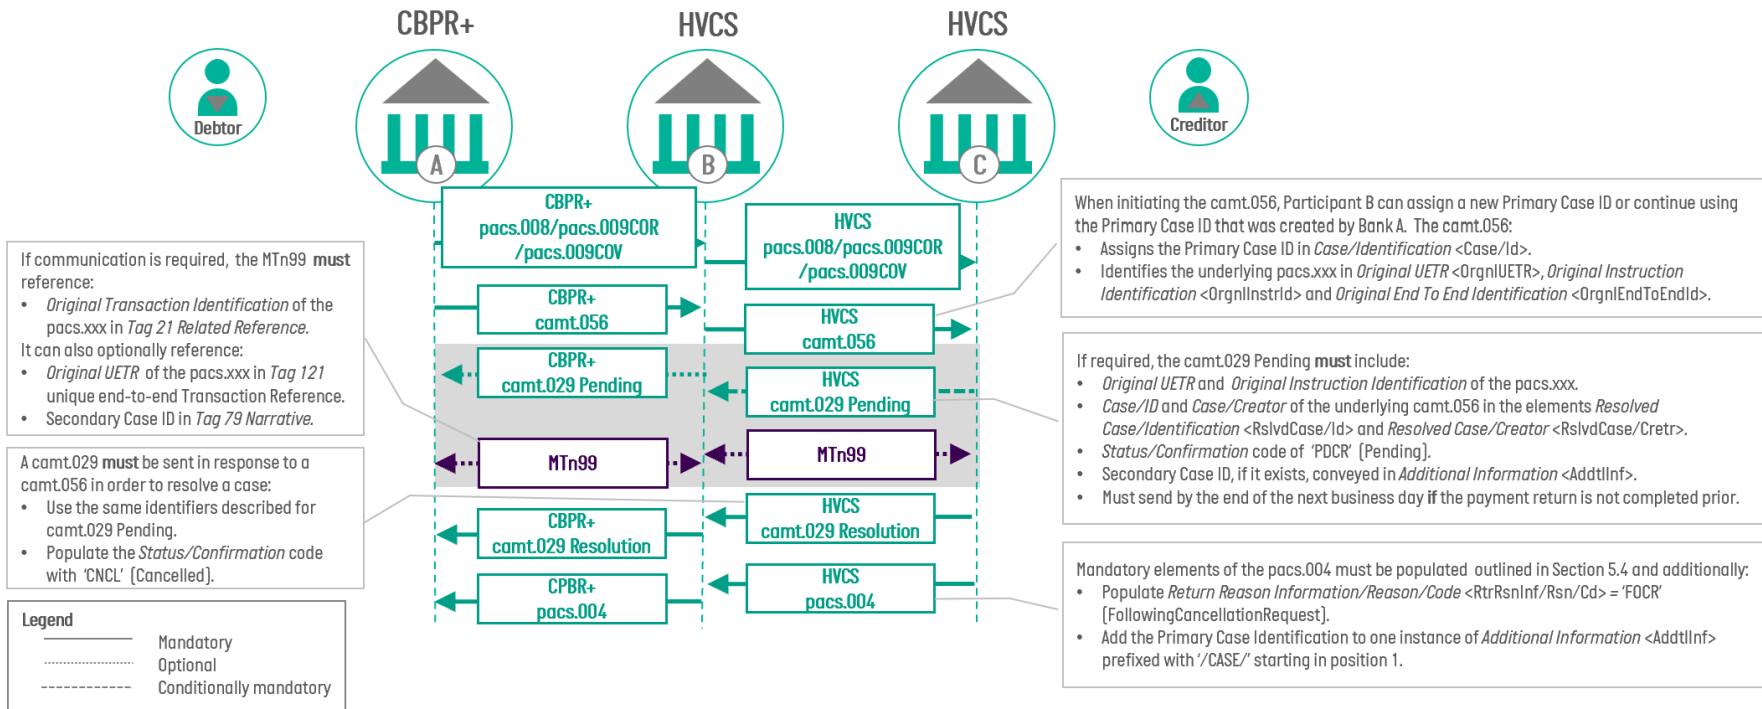 CBPR+
HVCS
HVCS
Debtor
A
B
C
Creditor
CBPR+
pacs.008/pacs.009COR
/pacs.009COV
HVCS
pacs.008/pacs.009COR
/pacs.009COV
CBPR+
camt.056
HVCS
camt.056
CBPR+
camt.029 Pending
HVCS
camt.029 Pending
MTn99
MTn99
HVCS
camt.029 Resolution
CBPR+
camt.029 Resolution
HVCS
pacs.004
CPBR+
pacs.004
If communication is required, the MTn99 must
reference:
• Original Transaction Identification of the
pacs.xxx in Tag 21 Related Reference.
It can also optionally reference:
• Original UETR of the pacs.xxx in Tag 121
unique end-to-end Transaction Reference.
• Secondary Case ID in Tag 79 Narrative.
A camt.029 must be sent in response to a
camt.056 in order to resolve a case:
• Use the same identifiers described for
camt.029 Pending.
• Populate the Status/Confirmation code
with 'CNCL' (Cancelled).
Legend
Mandatory
Optional
Conditionally mandatory
When initiating the camt.056, Participant B can assign a new Primary Case ID or continue using
the Primary Case ID that was created by Bank A. The camt.056:
• Assigns the Primary Case ID in Case/Identification <Case/Id>.
• Identifies the underlying pacs.xxx in Original UETR <OrgnlUETR>, Original Instruction
Identification <OrgnlInstrId> and Original End To End Identification <OrgnlEndToEndId>.
If required, the camt.029 Pending must include:
• Original UETR and Original Instruction Identification of the pacs.xxx.
• Case/ID and Case/Creator of the underlying camt.056 in the elements Resolved
Case/Identification <RslvdCase/Id> and Resolved Case/Creator <RslvdCase/Cretr>.
• Status/Confirmation code of 'PDCR' (Pending).
• Secondary Case ID, if it exists, conveyed in Additional Information <AddtlInf>.
• Must send by the end of the next business day if the payment return is not completed prior.
Mandatory elements of the pacs.004 must be populated outlined in Section 5.4 and additionally:
• Populate Return Reason Information/Reason/Code <RtrRsnInf/Rsn/Cd> = 'FOCR'
(FollowingCancellationRequest).
• Add the Primary Case Identification to one instance of Additional Information <AddtlInf>
prefixed with '/CASE/' starting in position 1.